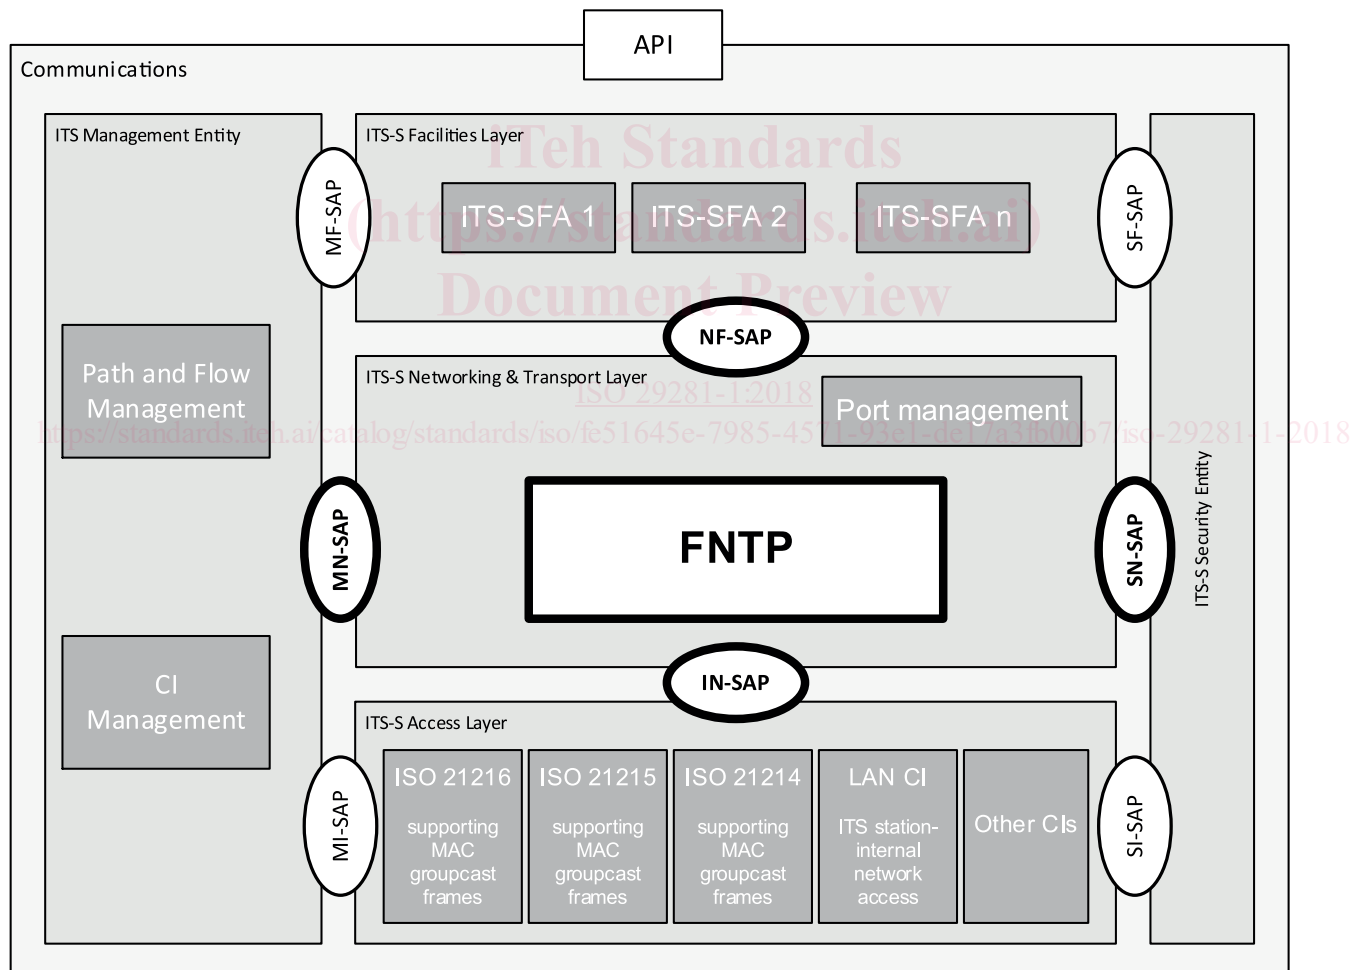 API
Communications
ITS Management Entity
ITS-S Facilities Layer
iTeh Standards
MF-SAP
ITS-SFA 1
ITS-SFA 2
ITS-SFA n
SF-SAP
(https://standards.iteh.ai)
Document Preview
NF-SAP
Path and Flow
Management
ITS-S Networking & Transport Layer
ISO 29281-1:2018
Port management
https://standards.iteh.ai/catalog/standards/iso/fe51645e-7985-4571-93e1-de17a3fb00b7/iso-29281-1-2018
MN-SAP
FNTP
SN-SAP
ITS-S Security Entity
IN-SAP
CI
Management
ITS-S Access Layer
MI-SAP
ISO 21216
supporting
MAC
groupcast
frames
ISO 21215
supporting
MAC
groupcast
frames
ISO 21214
supporting
MAC
groupcast
frames
LAN CI
ITS station-
internal
network
access
Other CIs
SI-SAP